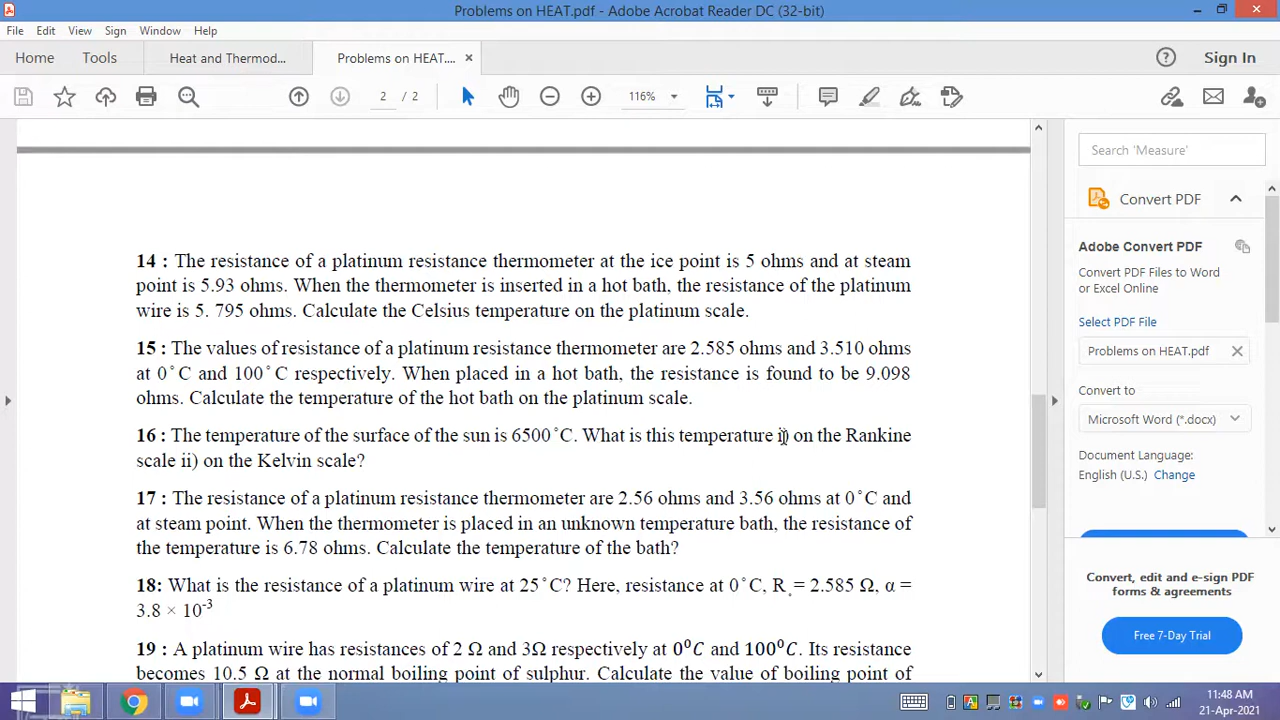 Problems on HEAT.pdf - Adobe Acrobat Reader DC (32-bit)
File Edit View Sign Window Help
Home Tools Heat and Thermod... Problems on HEAT.... × Sign In
2 / 2 116%
Search 'Measure'
Convert PDF
Adobe Convert PDF
Convert PDF Files to Word
or Excel Online
Select PDF File
Problems on HEAT.pdf
Convert to
Microsoft Word (*.docx)
Document Language:
English (U.S.) Change
Convert, edit and e-sign PDF
forms & agreements
Free 7-Day Trial
14 : The resistance of a platinum resistance thermometer at the ice point is 5 ohms and at steam
point is 5.93 ohms. When the thermometer is inserted in a hot bath, the resistance of the platinum
wire is 5. 795 ohms. Calculate the Celsius temperature on the platinum scale.
15 : The values of resistance of a platinum resistance thermometer are 2.585 ohms and 3.510 ohms
at 0˚C and 100˚C respectively. When placed in a hot bath, the resistance is found to be 9.098
ohms. Calculate the temperature of the hot bath on the platinum scale.
16 : The temperature of the surface of the sun is 6500˚C. What is this temperature i) on the Rankine
scale ii) on the Kelvin scale?
17 : The resistance of a platinum resistance thermometer are 2.56 ohms and 3.56 ohms at 0˚C and
at steam point. When the thermometer is placed in an unknown temperature bath, the resistance of
the temperature is 6.78 ohms. Calculate the temperature of the bath?
18: What is the resistance of a platinum wire at 25˚C? Here, resistance at 0˚C, R˳= 2.585 Ω, α =
3.8 × 10⁻³
19 : A platinum wire has resistances of 2 Ω and 3Ω respectively at 0⁰C and 100⁰C. Its resistance
becomes 10.5 Ω at the normal boiling point of sulphur. Calculate the value of boiling point of
11:48 AM
21-Apr-2021